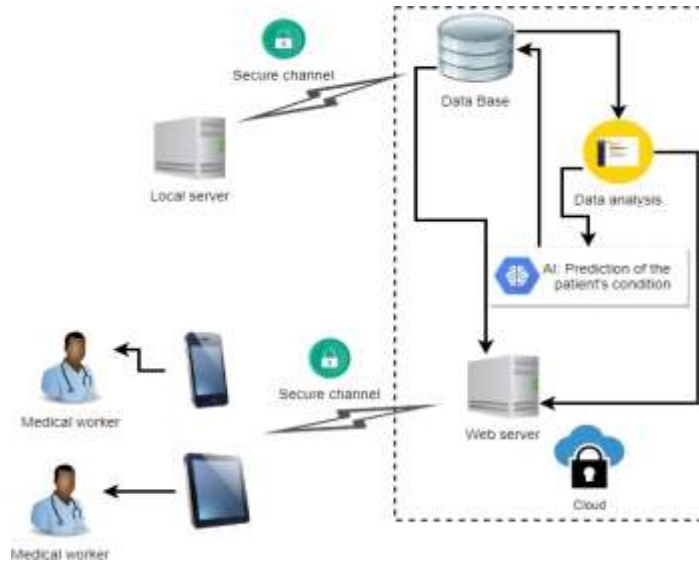 Secure channel
Data Base
Local server
Data analysis
AI: Prediction of the
patient's condition
Secure channel
Medical worker
Web server
Cloud
Medical worker